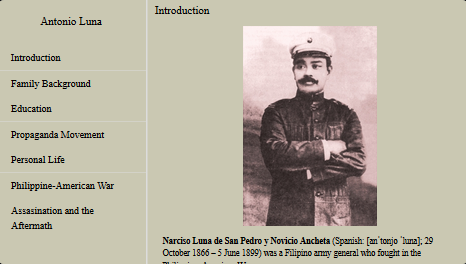 Antonio Luna
Introduction
Family Background
Education
Propaganda Movement
Personal Life
Philippine-American War
Assasination and the
Aftermath
Introduction
Narciso Luna de San Pedro y Novicio Ancheta (Spanish: [anˈtonjo ˈluna]; 29
October 1866 – 5 June 1899) was a Filipino army general who fought in the